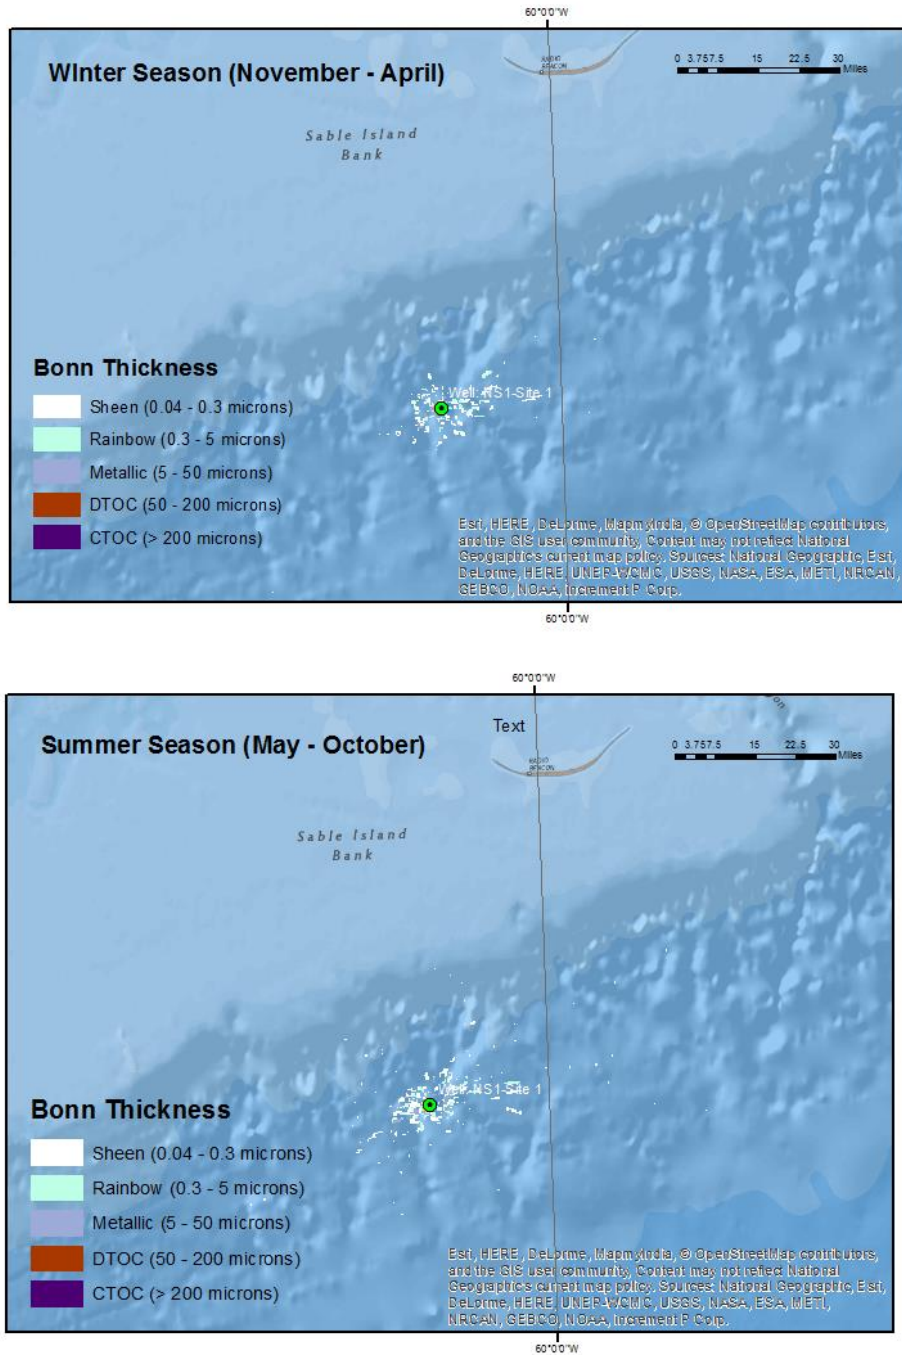 60°0'0"W
WInter Season (November - April)
RADIO
BEACON
0 3.757.5 15 22.5 30
Miles
Sable Island
Bank
Bonn Thickness
Well: NS1-Site 1
Sheen (0.04 - 0.3 microns)
Rainbow (0.3 - 5 microns)
Metallic (5 - 50 microns)
DTOC (50 - 200 microns)
CTOC (> 200 microns)
Esri, HERE, DeLorme, MapmyIndia, © OpenStreetMap contributors,
and the GIS user community, Content may not reflect National
Geographic's current map policy. Sources: National Geographic, Esri,
DeLorme, HERE, UNEP-WCMC, USGS, NASA, ESA, METI, NRCAN,
GEBCO, NOAA, Increment P Corp.
60°0'0"W
60°0'0"W
Text
Summer Season (May - October)
RADIO
BEACON
0 3.757.5 15 22.5 30
Miles
Sable Island
Bank
Well: NS1-Site 1
Bonn Thickness
Sheen (0.04 - 0.3 microns)
Rainbow (0.3 - 5 microns)
Metallic (5 - 50 microns)
DTOC (50 - 200 microns)
CTOC (> 200 microns)
Esri, HERE, DeLorme, MapmyIndia, © OpenStreetMap contributors,
and the GIS user community, Content may not reflect National
Geographic's current map policy. Sources: National Geographic, Esri,
DeLorme, HERE, UNEP-WCMC, USGS, NASA, ESA, METI,
NRCAN, GEBCO, NOAA, Increment P Corp.
60°0'0"W